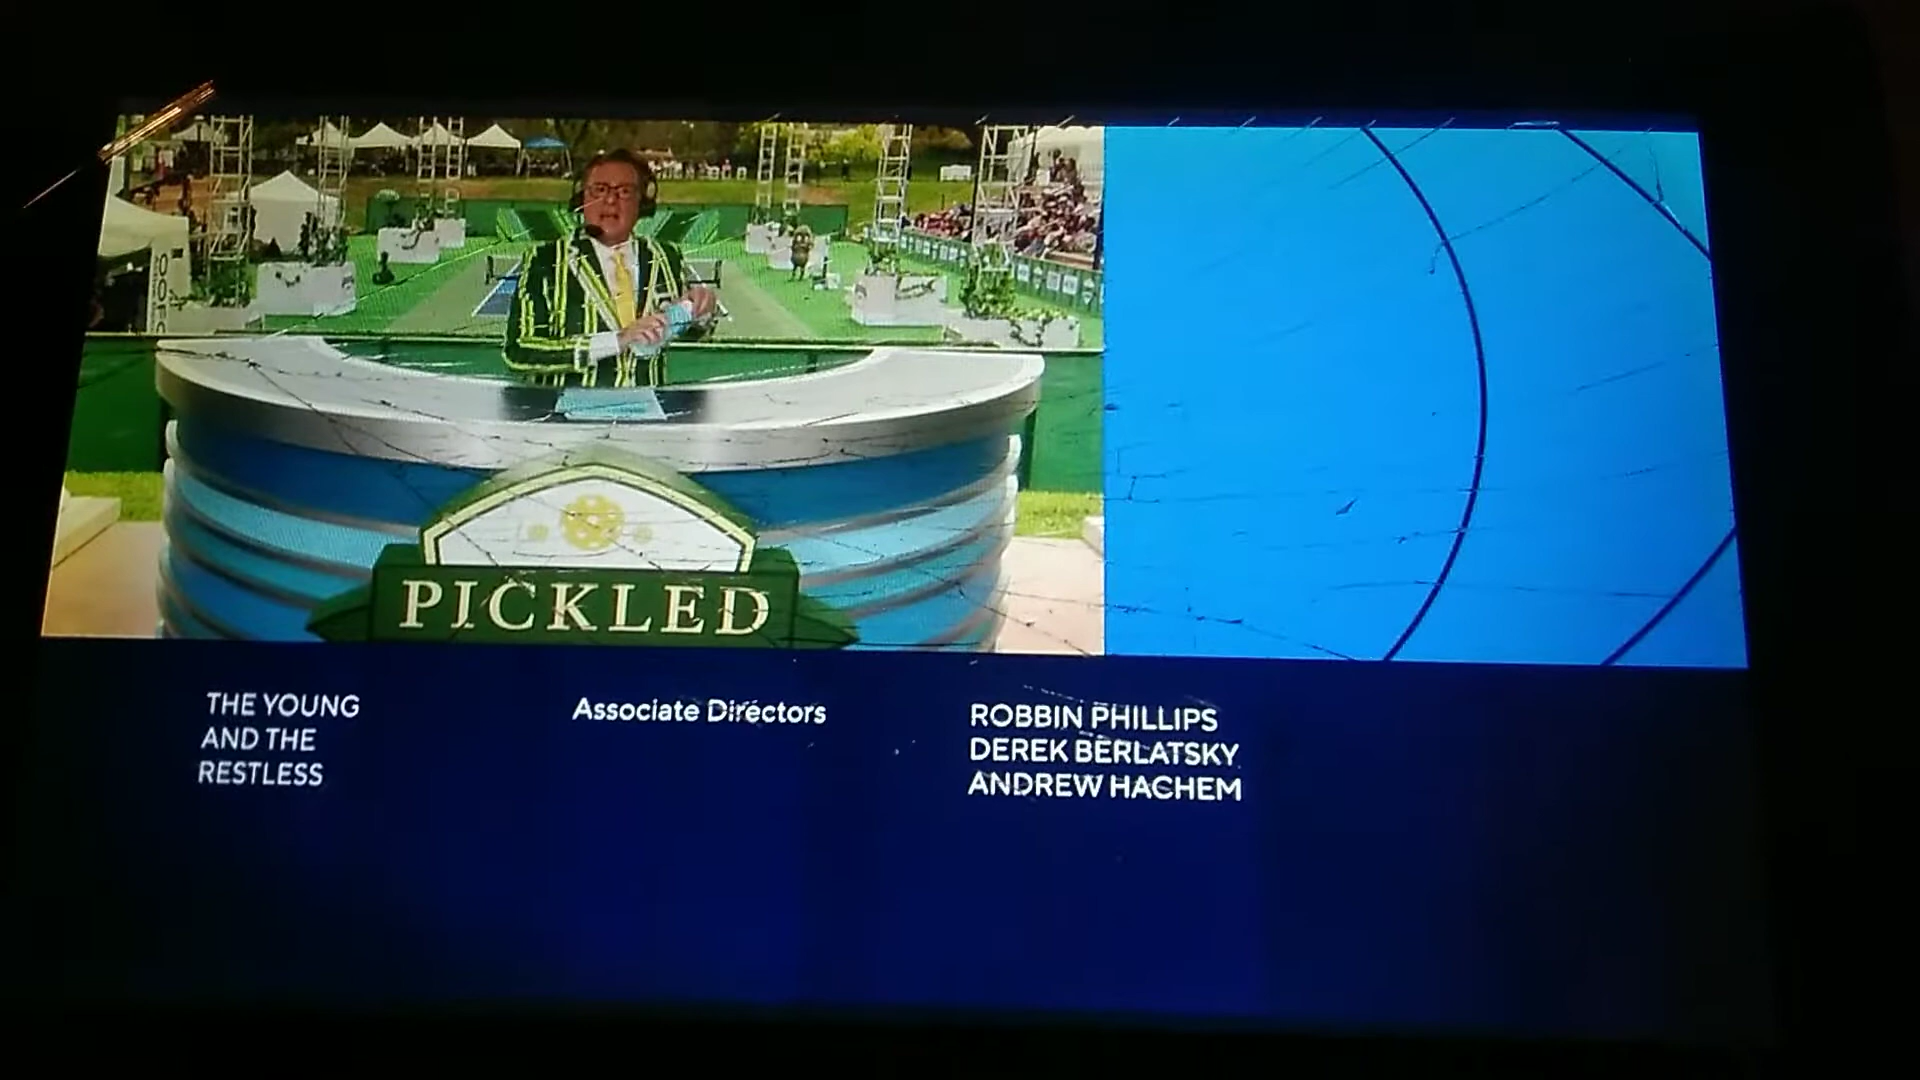 PICKLED
THE YOUNG
AND THE
RESTLESS
Associate Directors
ROBBIN PHILLIPS
DEREK BERLATSKY
ANDREW HACHEM